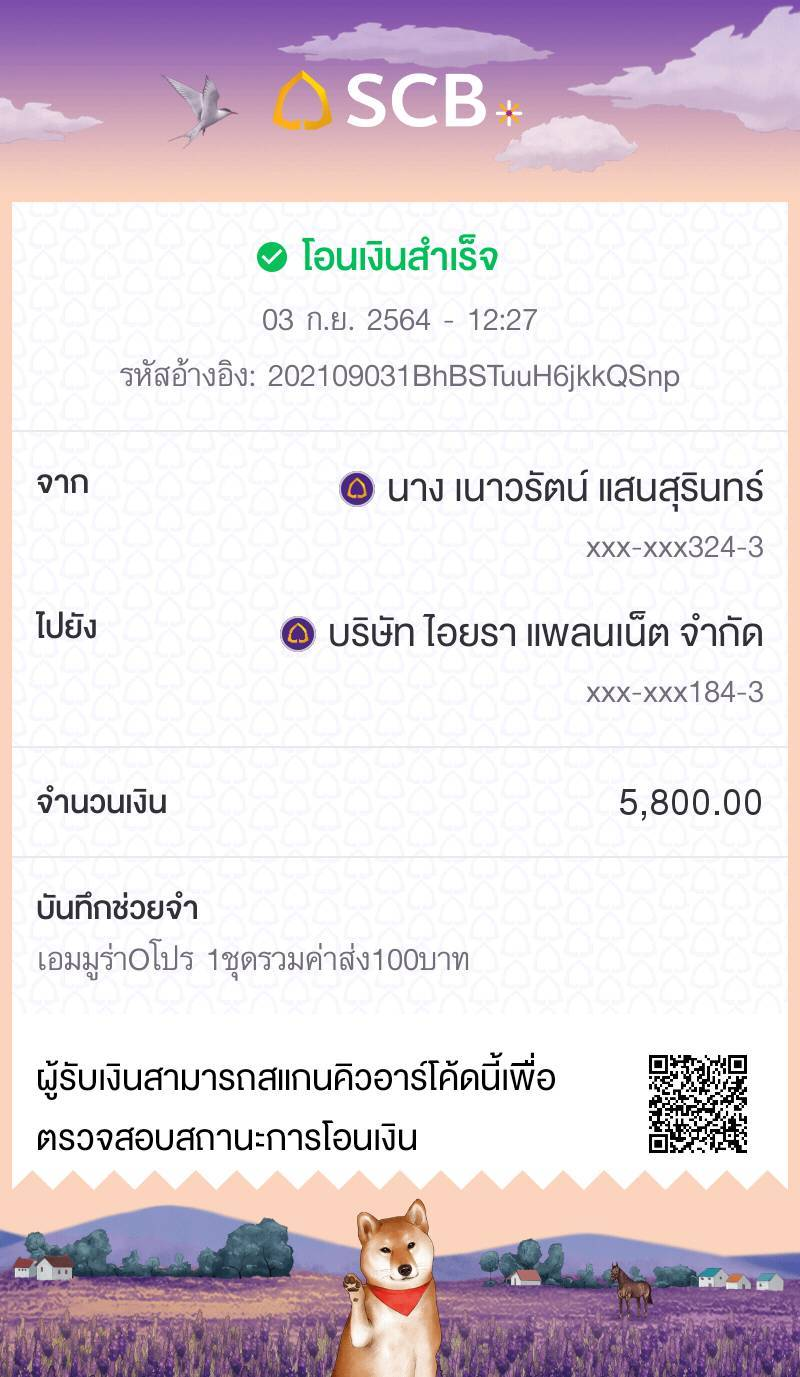 SCB
โอนเงินสำเร็จ
03 ก.ย. 2564 - 12:27
รหัสอ้างอิง: 202109031BhBSTuuH6jkkQSnp
จาก นาง เนาวรัตน์ แสนสุรินทร์
xxx-xxx324-3
ไปยัง บริษัท ไอยรา แพลนเน็ต จำกัด
xxx-xxx184-3
จำนวนเงิน 5,800.00
บันทึกช่วยจำ
เอมมูร่าOโปร 1ชุดรวมค่าส่ง100บาท
ผู้รับเงินสามารถสแกนคิวอาร์โค้ดนี้เพื่อ
ตรวจสอบสถานะการโอนเงิน